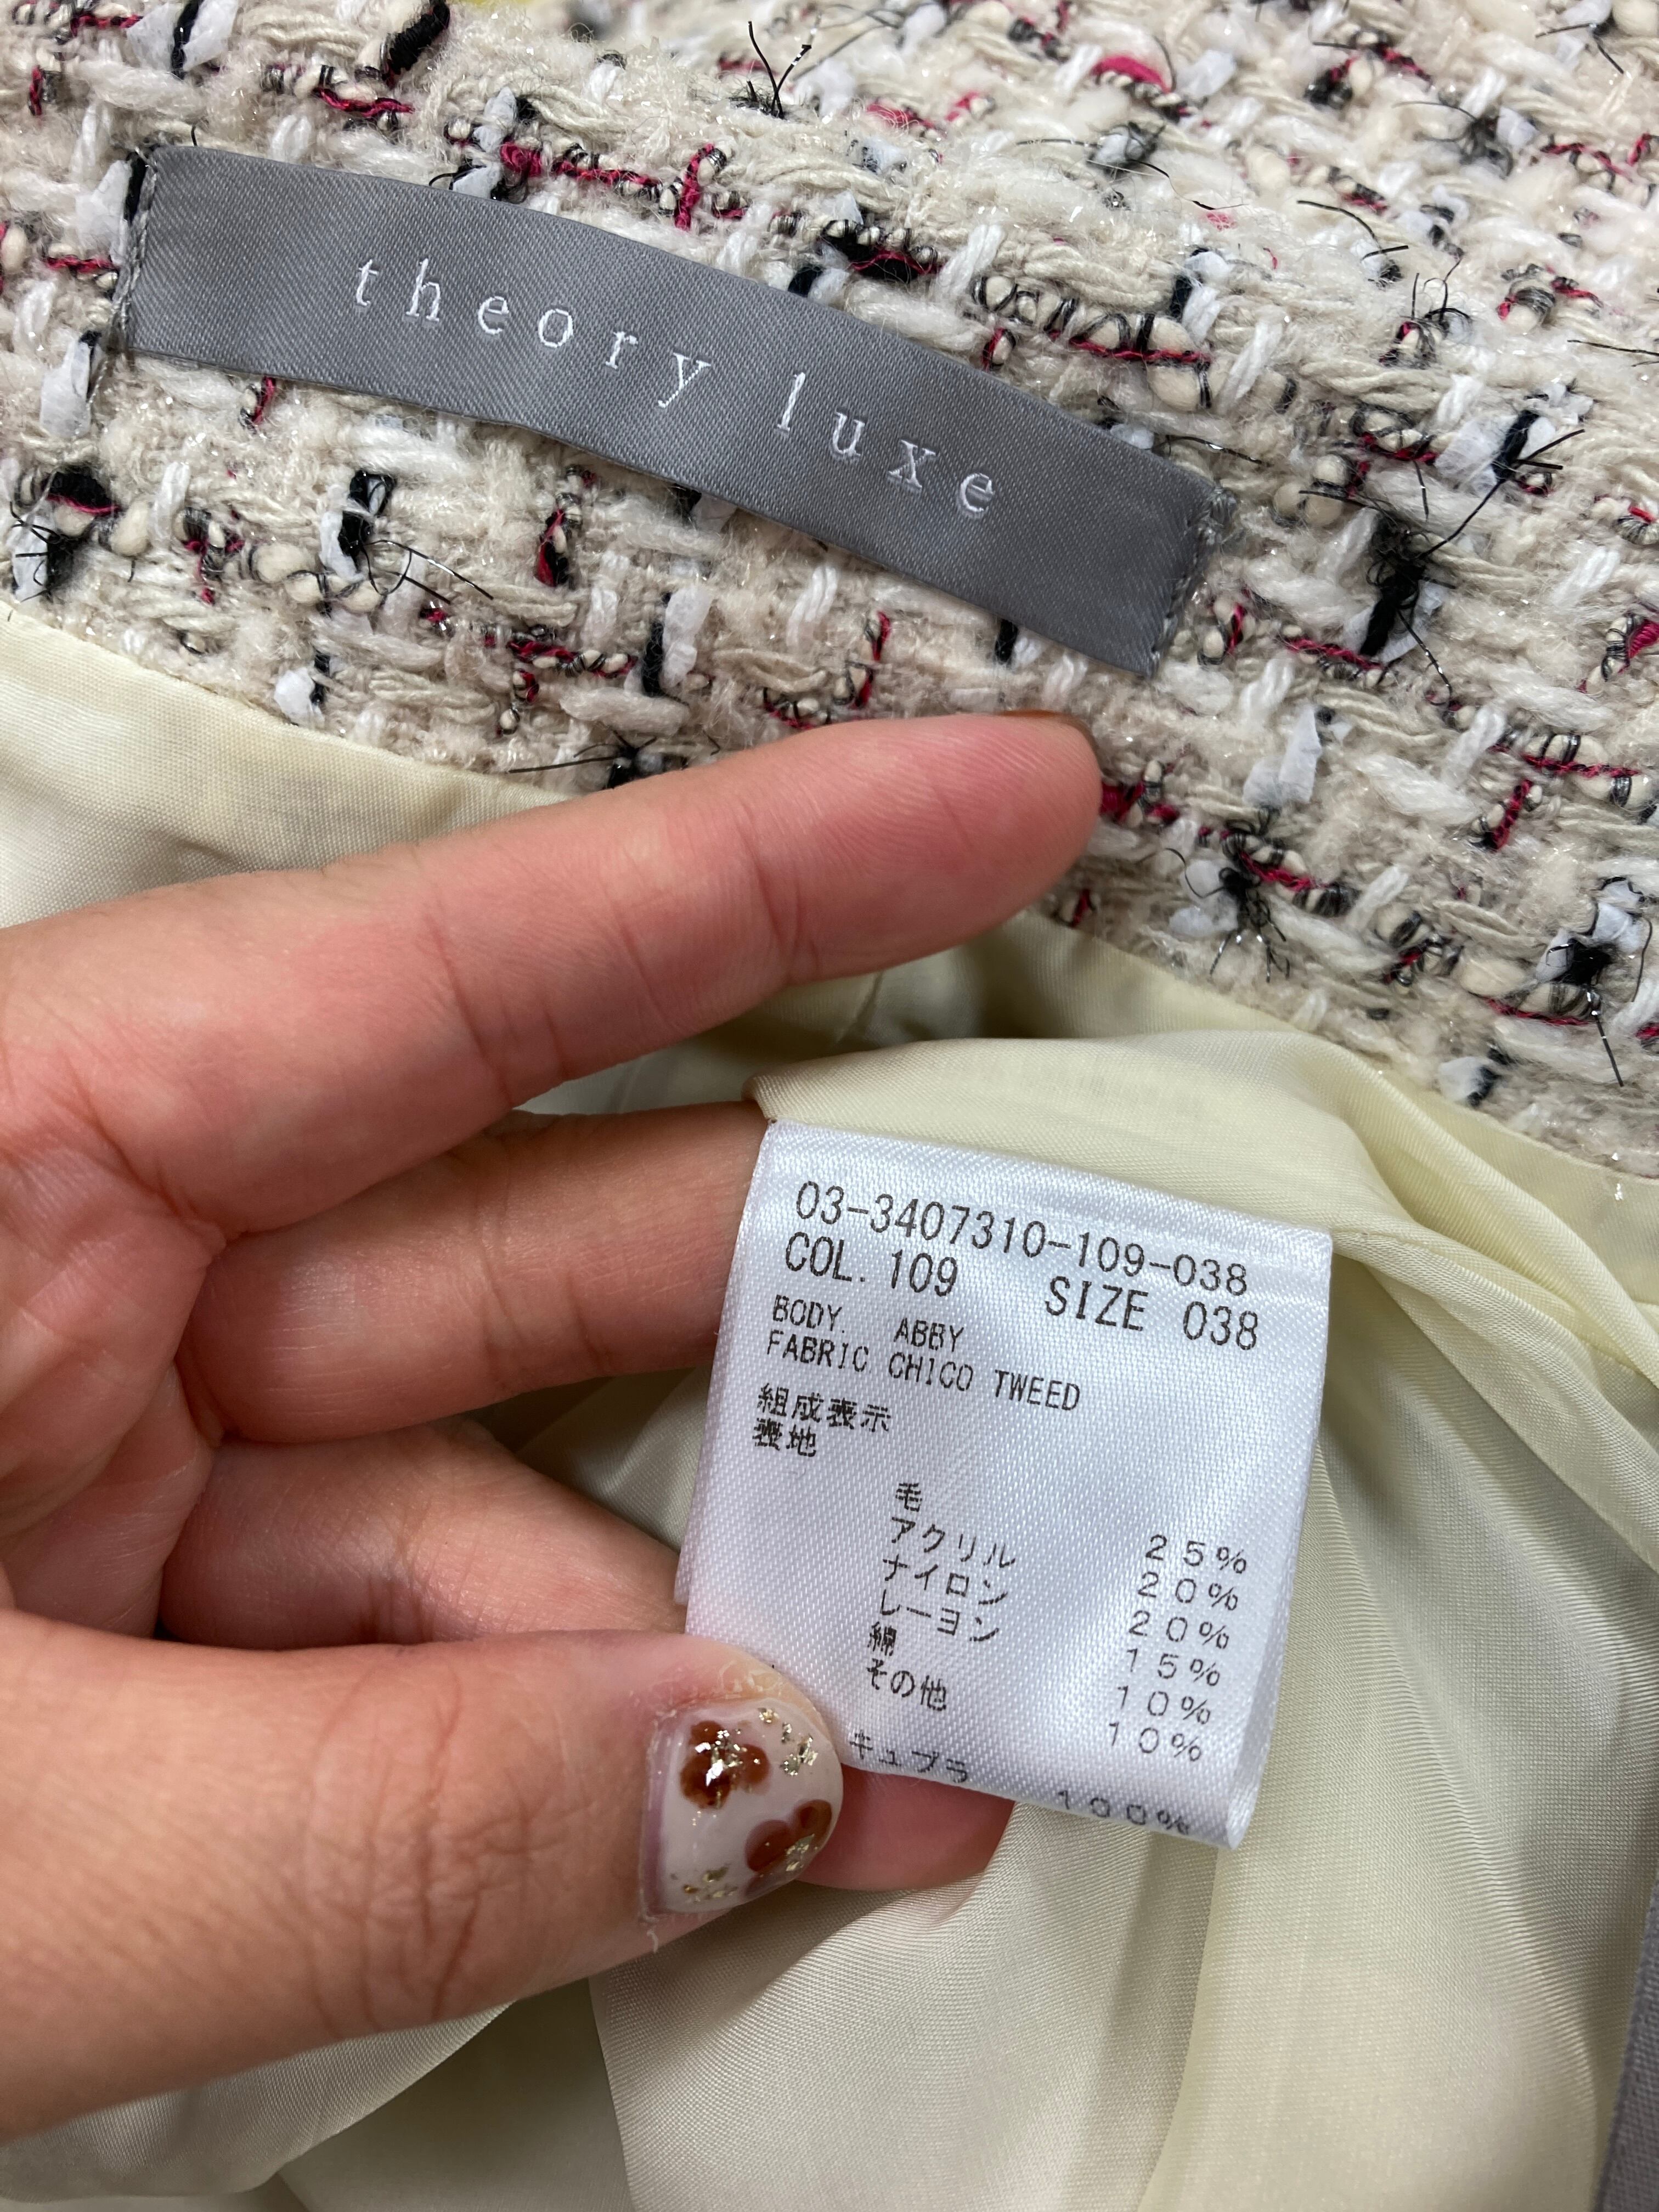 theory luxe
03-3407310-109-038
COL. 109 SIZE 038
BODY. ABBY
FABRIC CHICO TWEED
組成表示
表地
毛 25%
アクリル 20%
ナイロン 20%
レーヨン 15%
綿 10%
その他 10%
キュプラ 100%